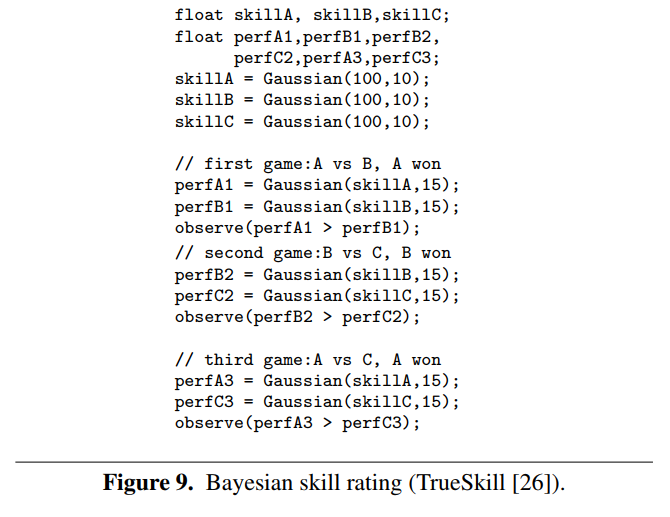 float skillA, skillB,skillC;
float perfA1,perfB1,perfB2,
perfC2,perfA3,perfC3;
skillA = Gaussian(100,10);
skillB = Gaussian(100,10);
skillC = Gaussian(100,10);
// first game:A vs B, A won
perfA1 = Gaussian(skillA,15);
perfB1 = Gaussian(skillB,15);
observe(perfA1 > perfB1);
// second game:B vs C, B won
perfB2 = Gaussian(skillB,15);
perfC2 = Gaussian(skillC,15);
observe(perfB2 > perfC2);
// third game:A vs C, A won
perfA3 = Gaussian(skillA,15);
perfC3 = Gaussian(skillC,15);
observe(perfA3 > perfC3);
Figure 9. Bayesian skill rating (TrueSkill [26]).